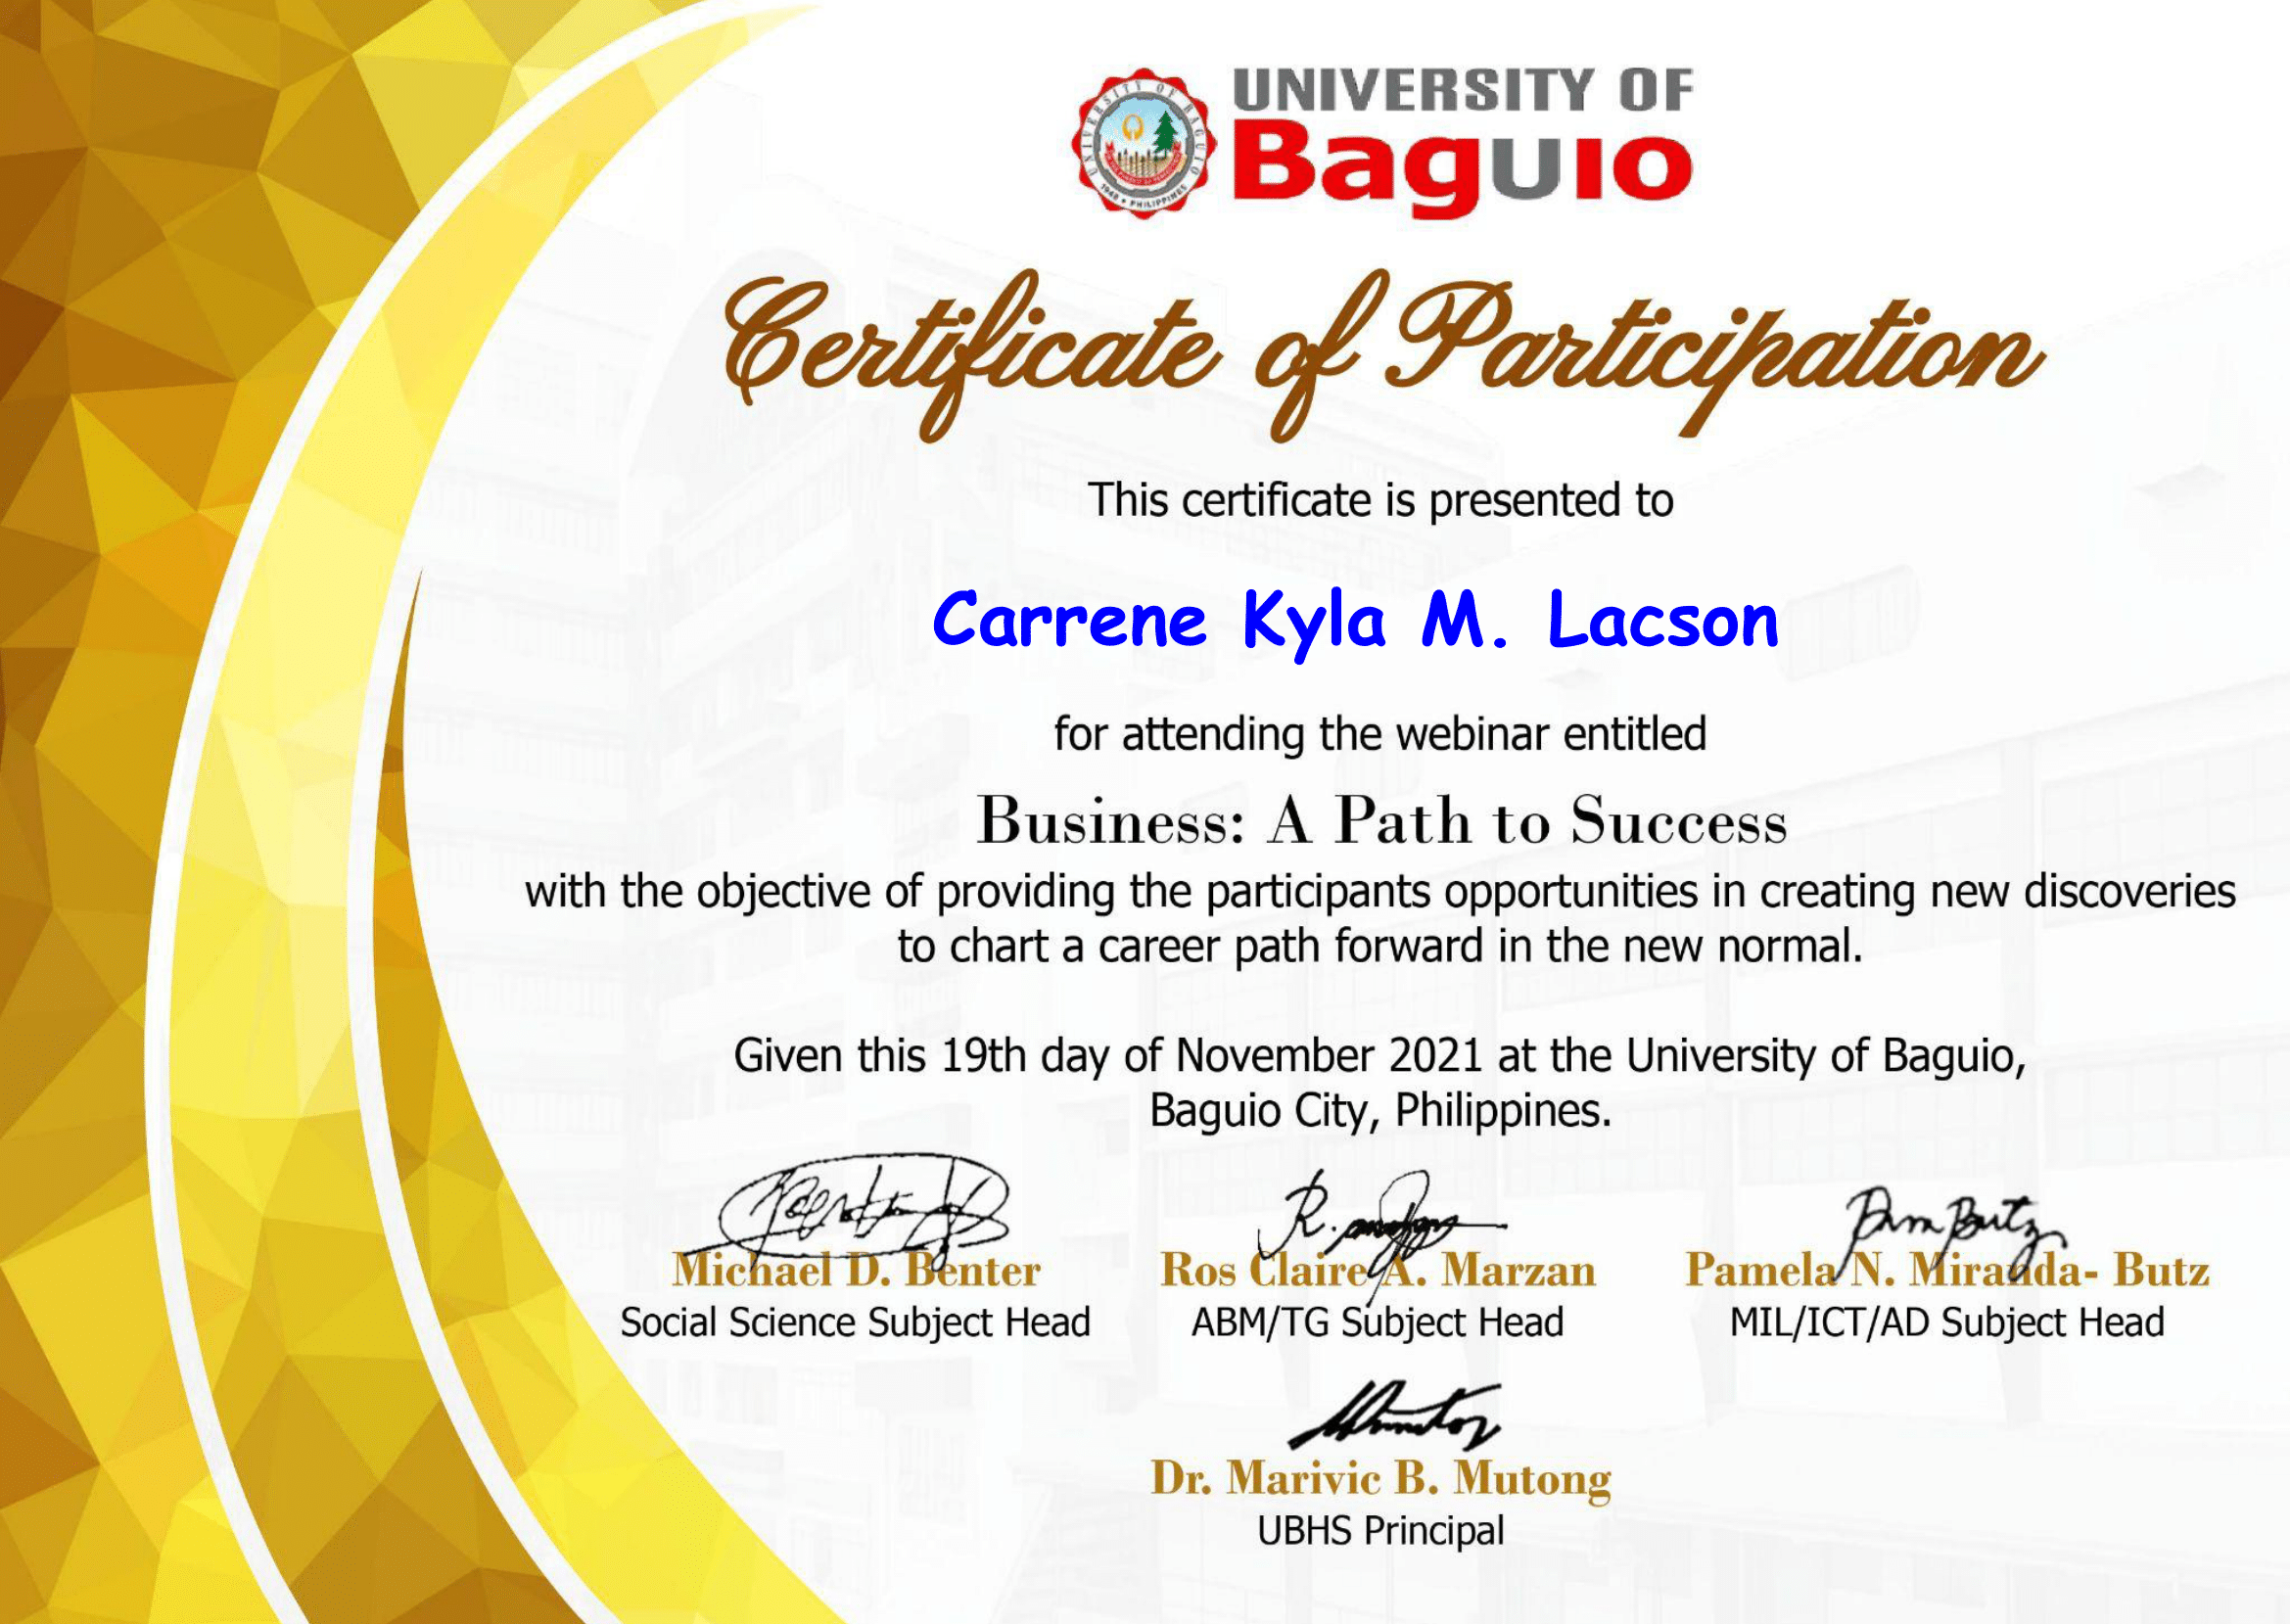 UNIVERSITY OF BAGUIO
1948 • PHILIPPINES
UNIVERSITY OF
BaguIo
Certificate of Participation
This certificate is presented to
Carrene Kyla M. Lacson
for attending the webinar entitled
Business: A Path to Success
with the objective of providing the participants opportunities in creating new discoveries
to chart a career path forward in the new normal.
Given this 19th day of November 2021 at the University of Baguio,
Baguio City, Philippines.
Michael D. Benter
Social Science Subject Head
Ros Claire A. Marzan
ABM/TG Subject Head
Pamela N. Miranda- Butz
MIL/ICT/AD Subject Head
Dr. Marivic B. Mutong
UBHS Principal